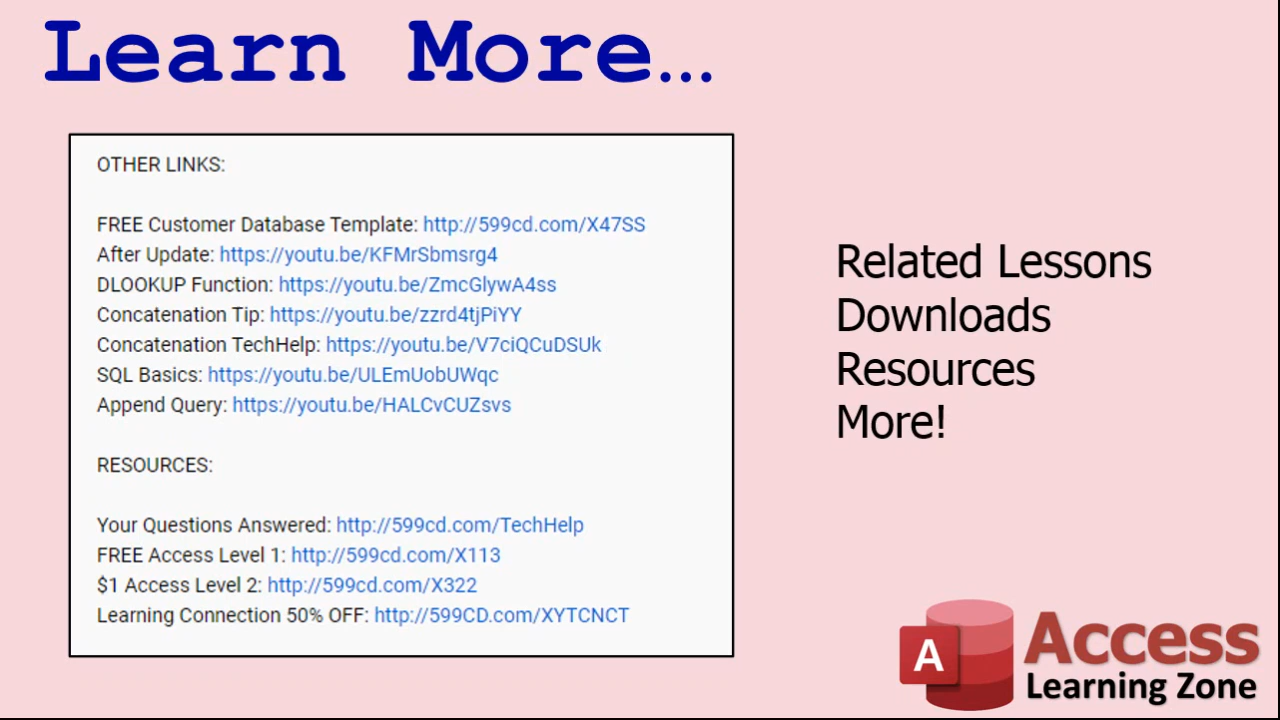 Learn More...
OTHER LINKS:
FREE Customer Database Template: http://599cd.com/X47SS
After Update: https://youtu.be/KFMrSbmsrg4
DLOOKUP Function: https://youtu.be/ZmcGlywA4ss
Concatenation Tip: https://youtu.be/zzrd4tjPiYY
Concatenation TechHelp: https://youtu.be/V7ciQCuDSUk
SQL Basics: https://youtu.be/ULEmUobUWqc
Append Query: https://youtu.be/HALCvCUZsvs
RESOURCES:
Your Questions Answered: http://599cd.com/TechHelp
FREE Access Level 1: http://599cd.com/X113
$1 Access Level 2: http://599cd.com/X322
Learning Connection 50% OFF: http://599CD.com/XYTCNCT
Related Lessons
Downloads
Resources
More!
A
Access
Learning Zone